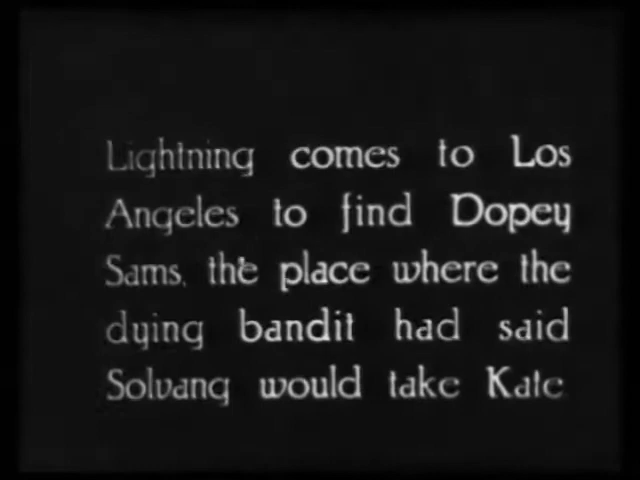 Lightning comes to Los
Angeles to find Dopey
Sams, the place where the
dying bandit had said
Solvang would take Kate